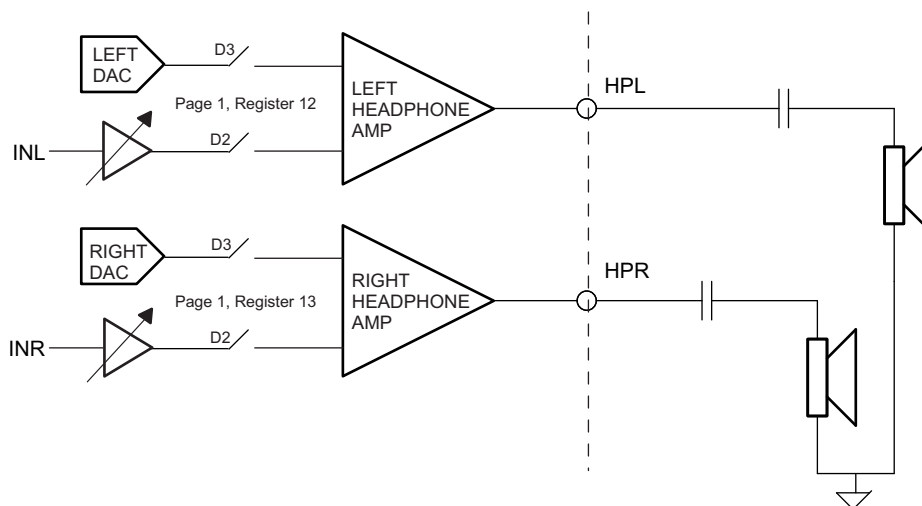 LEFT
DAC
D3
Page 1, Register 12
D2
INL
LEFT
HEADPHONE
AMP
HPL
RIGHT
DAC
D3
Page 1, Register 13
D2
INR
RIGHT
HEADPHONE
AMP
HPR